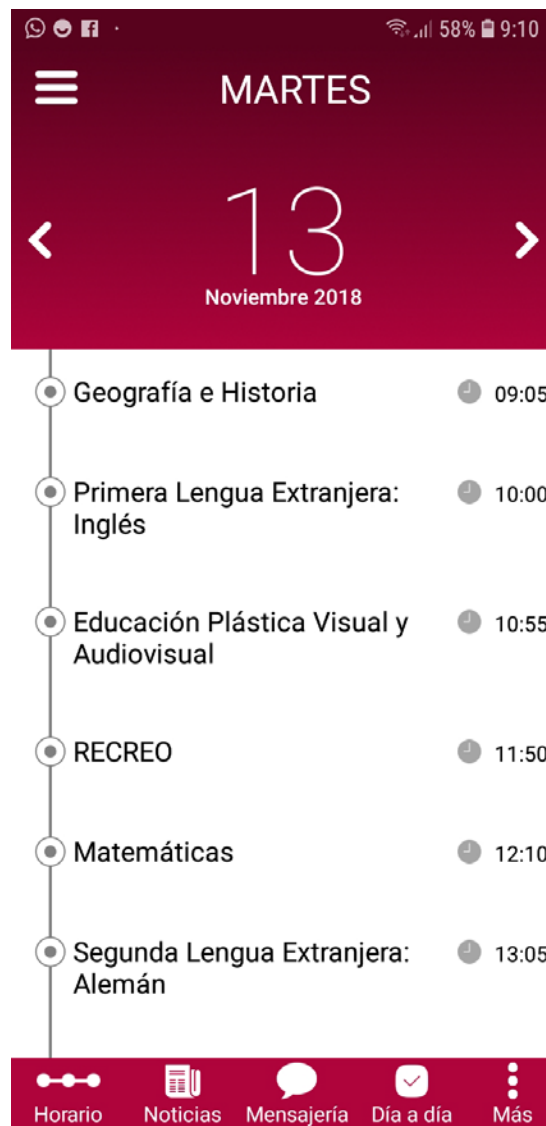 58% 9:10
MARTES
13
Noviembre 2018
Geografía e Historia 09:05
Primera Lengua Extranjera: 10:00
Inglés
Educación Plástica Visual y 10:55
Audiovisual
RECREO 11:50
Matemáticas 12:10
Segunda Lengua Extranjera: 13:05
Alemán
Horario Noticias Mensajería Día a día Más